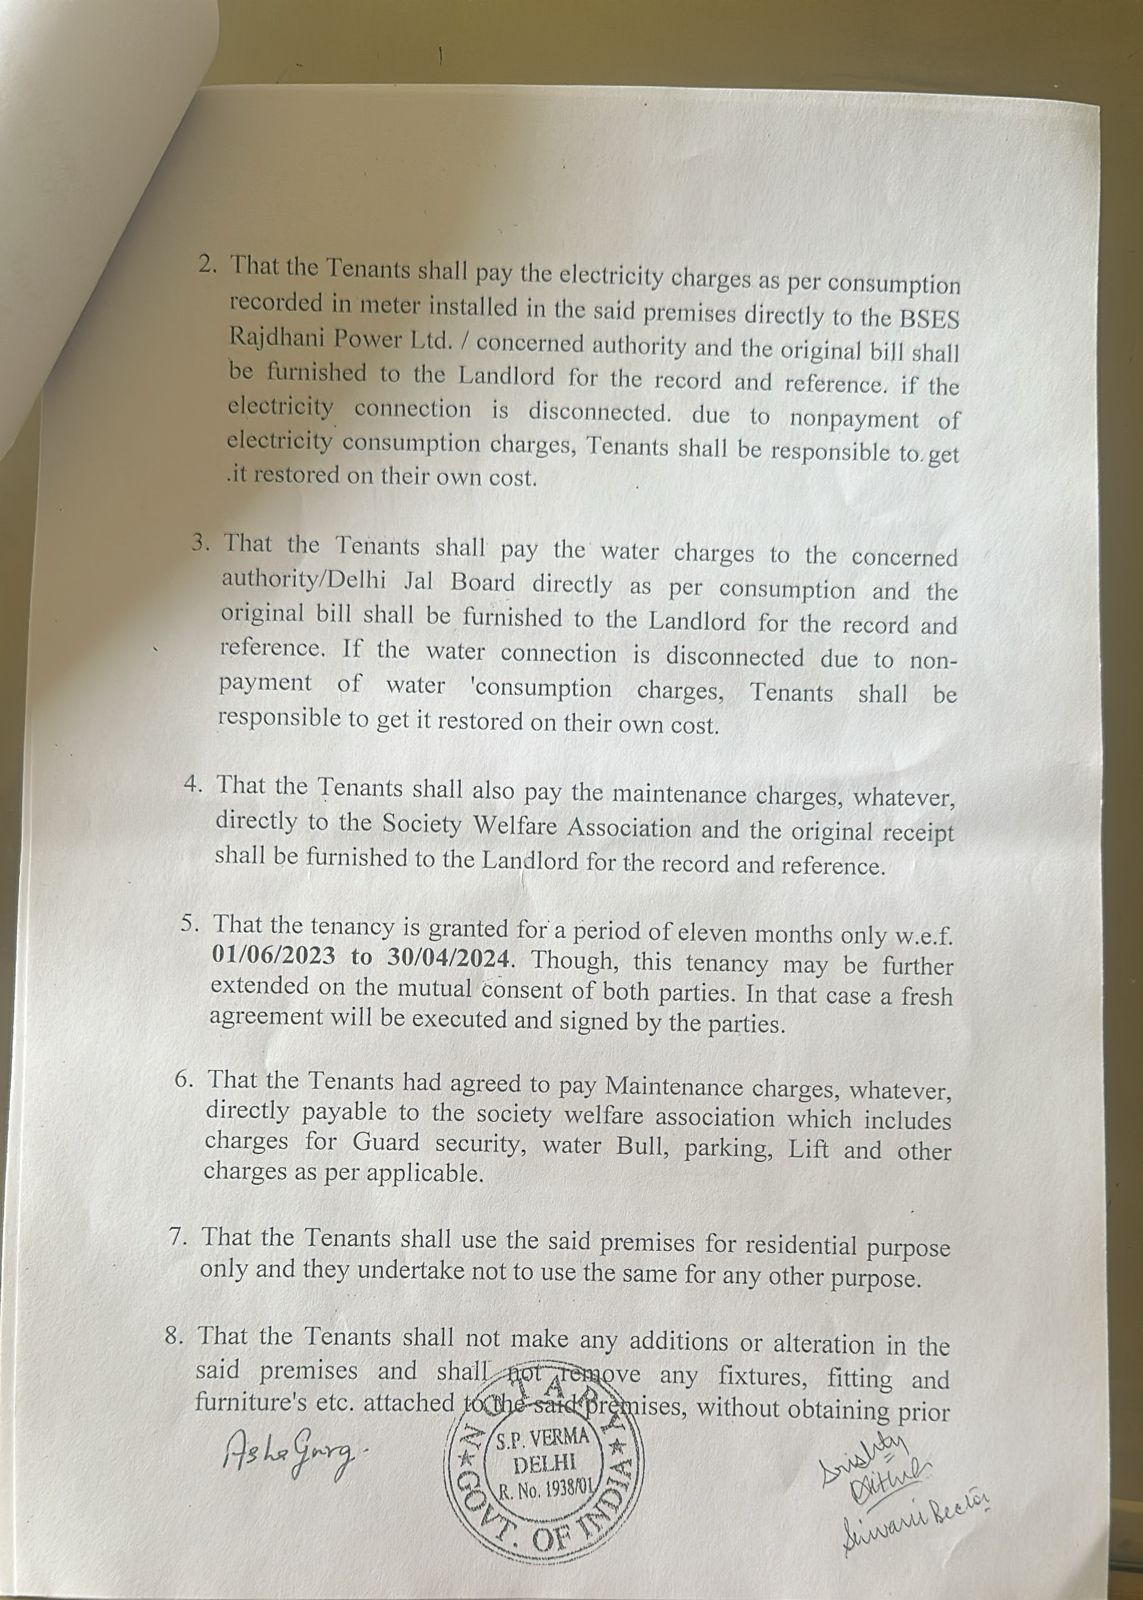 2. That the Tenants shall pay the electricity charges as per consumption
recorded in meter installed in the said premises directly to the BSES
Rajdhani Power Ltd. / concerned authority and the original bill shall
be furnished to the Landlord for the record and reference. if the
electricity connection is disconnected. due to nonpayment of
electricity consumption charges, Tenants shall be responsible to. get
.it restored on their own cost.
3. That the Tenants shall pay the water charges to the concerned
authority/Delhi Jal Board directly as per consumption and the
original bill shall be furnished to the Landlord for the record and
reference. If the water connection is disconnected due to non-
payment of water 'consumption charges, Tenants shall be
responsible to get it restored on their own cost.
4. That the Tenants shall also pay the maintenance charges, whatever,
directly to the Society Welfare Association and the original receipt
shall be furnished to the Landlord for the record and reference.
5. That the tenancy is granted for a period of eleven months only w.e.f.
01/06/2023 to 30/04/2024. Though, this tenancy may be further
extended on the mutual consent of both parties. In that case a fresh
agreement will be executed and signed by the parties.
6. That the Tenants had agreed to pay Maintenance charges, whatever,
directly payable to the society welfare association which includes
charges for Guard security, water Bull, parking, Lift and other
charges as per applicable.
7. That the Tenants shall use the said premises for residential purpose
only and they undertake not to use the same for any other purpose.
8. That the Tenants shall not make any additions or alteration in the
said premises and shall not remove any fixtures, fitting and
furniture's etc. attached to the said premises, without obtaining prior
Asha Garg.
NOTARY
S.P. VERMA
DELHI
R. No. 1938/01
GOVT. OF INDIA
Srishty
Shivani Rector